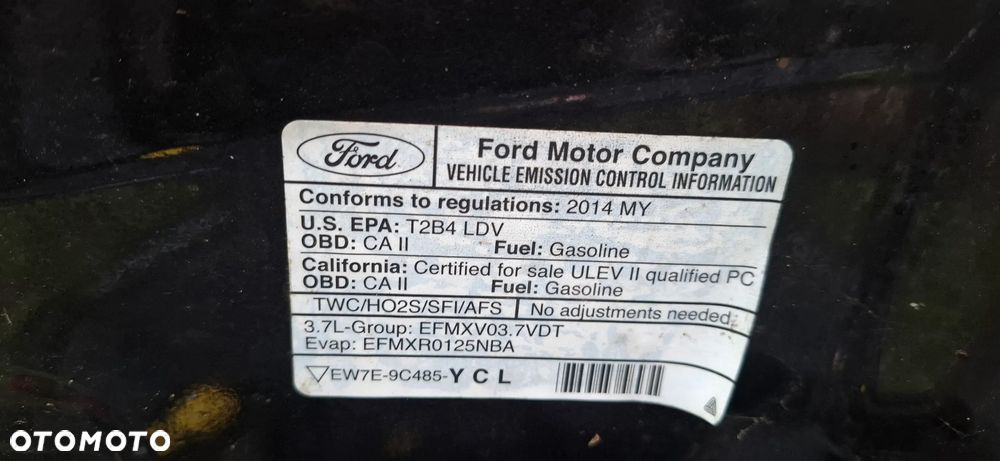 Ford
Ford Motor Company
VEHICLE EMISSION CONTROL INFORMATION
Conforms to regulations: 2014 MY
U.S. EPA: T2B4 LDV
OBD: CA II Fuel: Gasoline
California: Certified for sale ULEV II qualified PC
OBD: CA II Fuel: Gasoline
TWC/HO2S/SFI/AFS No adjustments needed.
3.7L-Group: EFMXV03.7VDT
Evap: EFMXR0125NBA
EW7E-9C485-Y C L
OTOMOTO